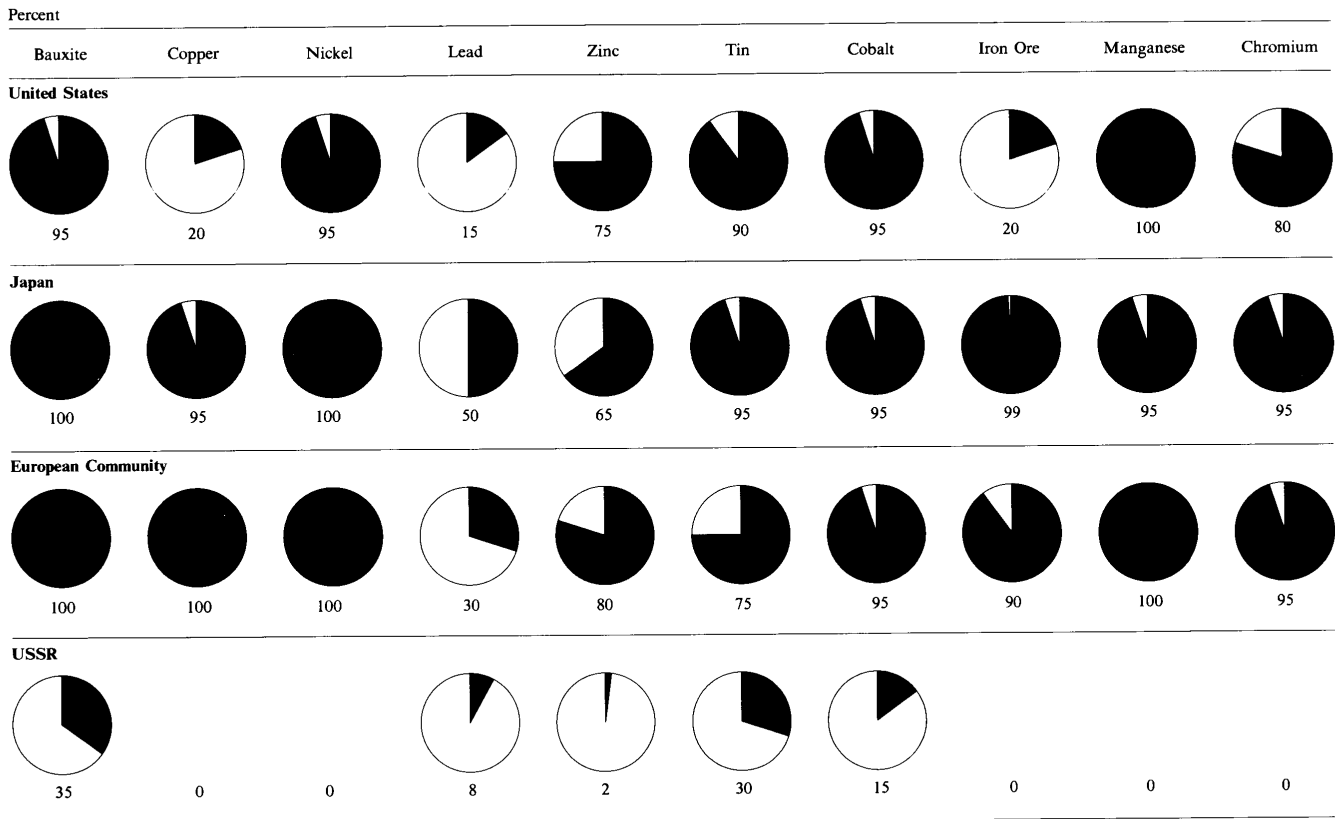 Percent
Bauxite Copper Nickel Lead Zinc Tin Cobalt Iron Ore Manganese Chromium
United States
95 20 95 15 75 90 95 20 100 80
Japan
100 95 100 50 65 95 95 99 95 95
European Community
100 100 100 30 80 75 95 90 100 95
USSR
35 0 0 8 2 30 15 0 0 0